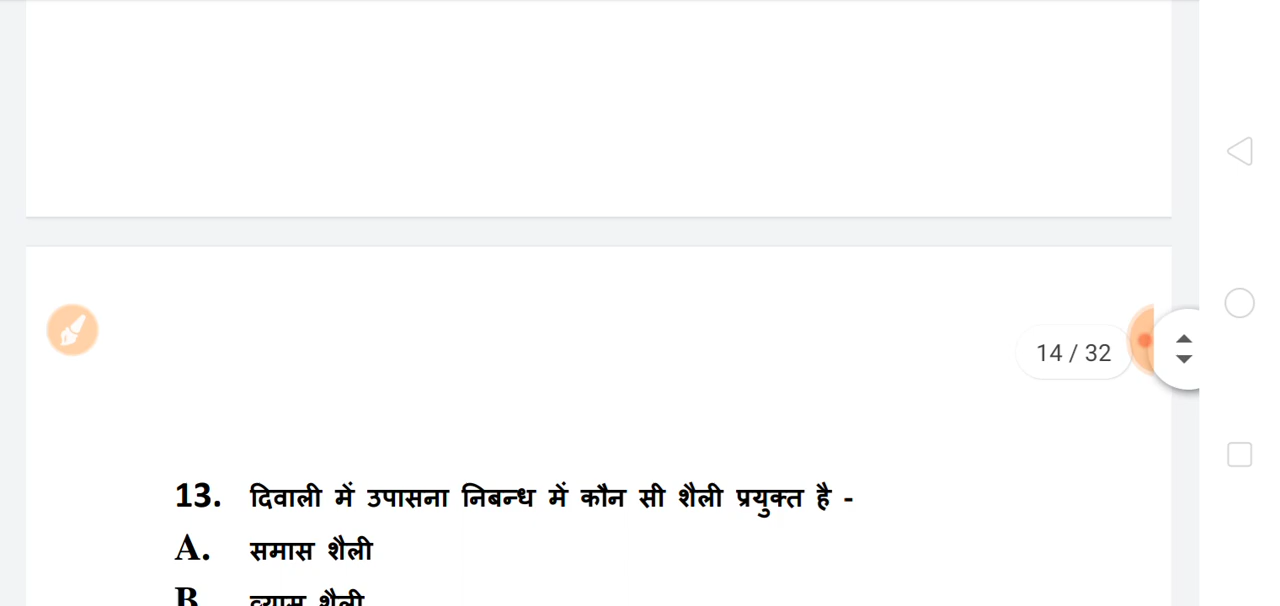 14 / 32
13. दिवाली में उपासना निबन्ध में कौन सी शैली प्रयुक्त है -
A. समास शैली
B व्यास शैली